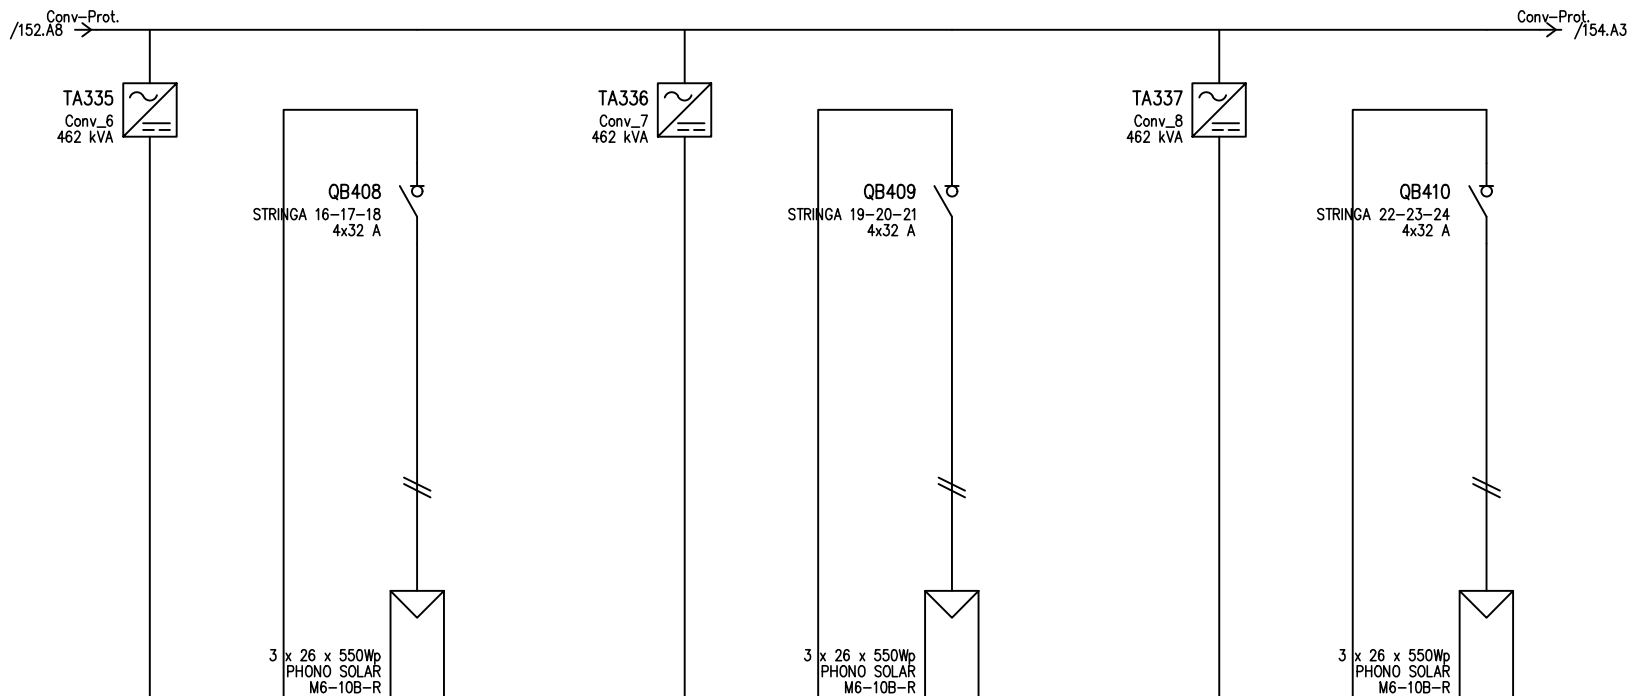 Conv-Prot.
/152.A8
Conv-Prot.
/154.A3
TA335
Conv_6
462 kVA
QB408
STRINGA 16-17-18
4x32 A
3 x 26 x 550Wp
PHONO SOLAR
M6-10B-R
TA336
Conv_7
462 kVA
QB409
STRINGA 19-20-21
4x32 A
3 x 26 x 550Wp
PHONO SOLAR
M6-10B-R
TA337
Conv_8
462 kVA
QB410
STRINGA 22-23-24
4x32 A
3 x 26 x 550Wp
PHONO SOLAR
M6-10B-R